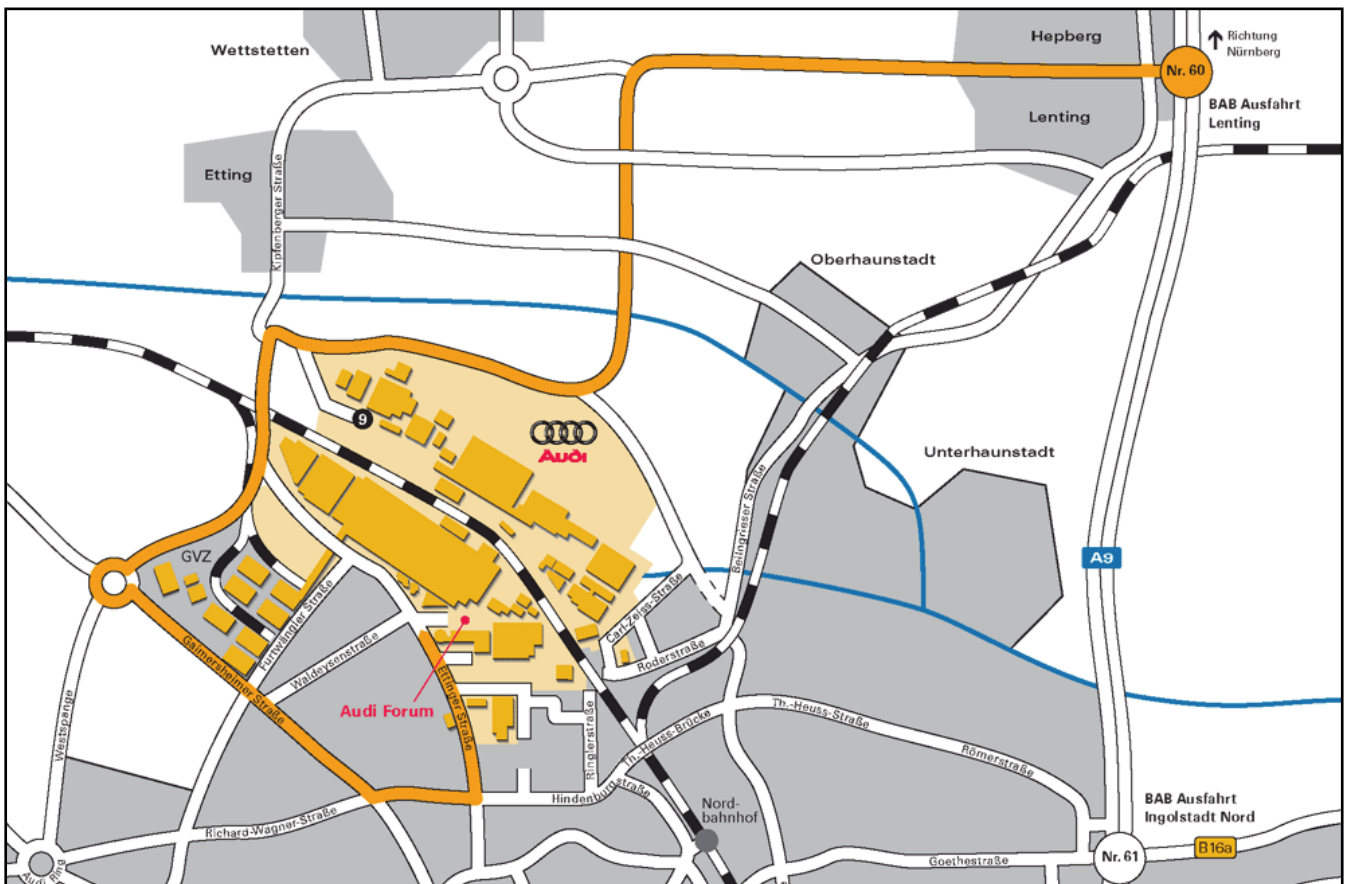 Wettstetten
Hepberg
Richtung
Nürnberg
Nr. 60
BAB Ausfahrt
Lenting
Lenting
Etting
Kipfenberger Straße
Oberhaunstadt
9
Audi
Unterhaunstadt
Beilngrieser Straße
A9
GVZ
Furtwängler Straße
Carl-Zeiss-Straße
Waldeysenstraße
Roderstraße
Gaimersheimer Straße
Ettinger Straße
Audi Forum
Westspange
Ringlerstraße
Th.-Heuss-Brücke
Th.-Heuss-Straße
Römerstraße
Hindenburgstraße
Richard-Wagner-Straße
Nord-
bahnhof
BAB Ausfahrt
Ingolstadt Nord
B16a
Nr. 61
Goethestraße
Audi Ring